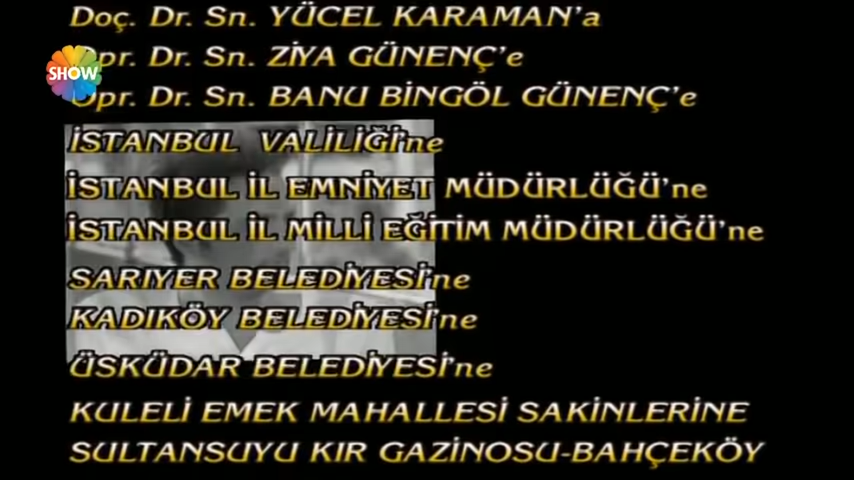 Doç. Dr. Sn. YÜCEL KARAMAN'a
Opr. Dr. Sn. ZİYA GÜNENÇ'e
SHOW
Opr. Dr. Sn. BANU BİNGÖL GÜNENÇ'e
İSTANBUL VALİLİĞİ'ne
İSTANBUL İL EMNİYET MÜDÜRLÜĞÜ'ne
İSTANBUL İL MİLLİ EĞİTİM MÜDÜRLÜĞÜ'ne
SARIYER BELEDİYESİ'ne
KADIKÖY BELEDİYESİ'ne
ÜSKÜDAR BELEDİYESİ'ne
KULELİ EMEK MAHALLESİ SAKİNLERİNE
SULTANSUYU KIR GAZİNOSU-BAHÇEKÖY